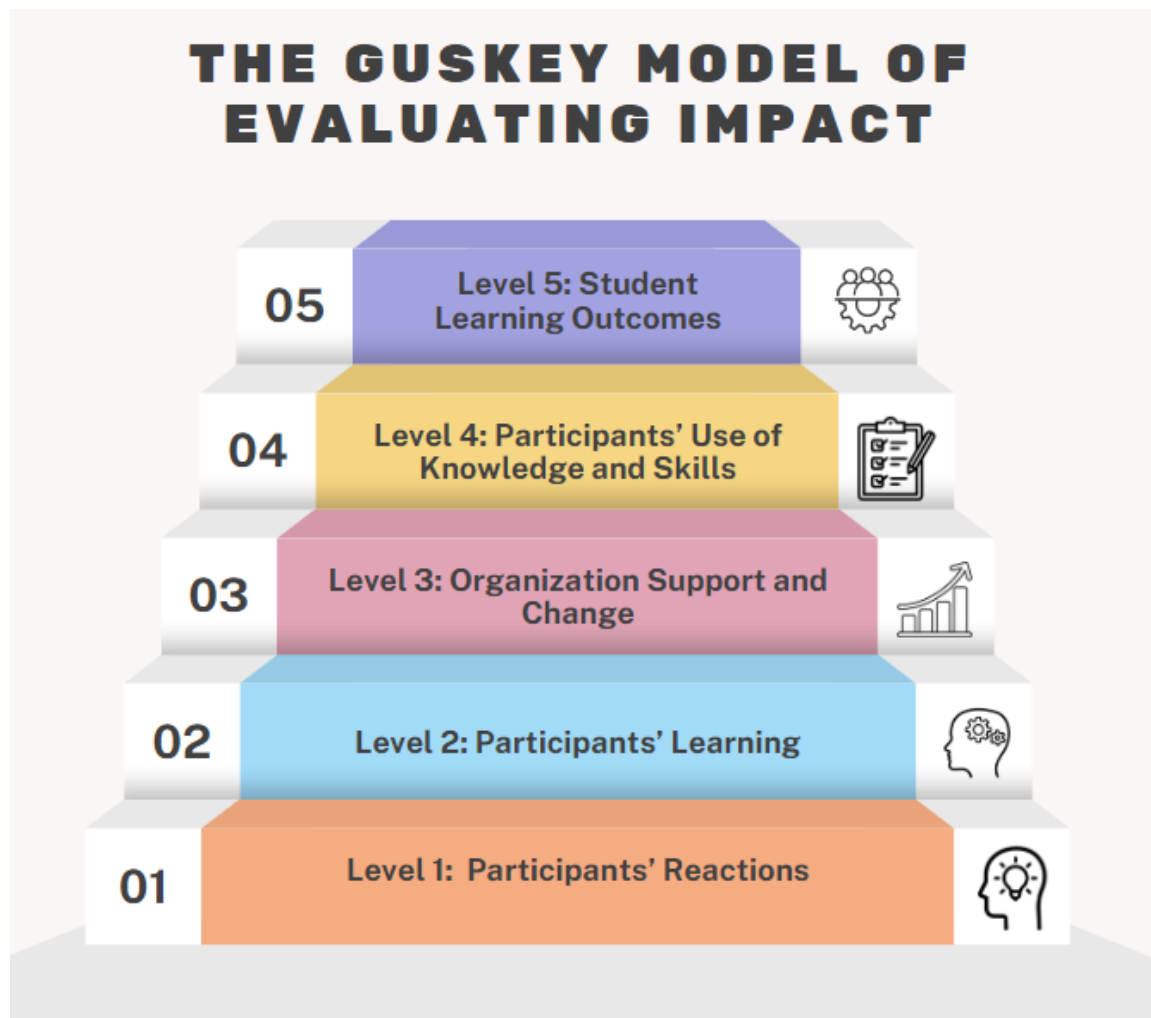 THE GUSKEY MODEL OF
EVALUATING IMPACT
05
Level 5: Student
Learning Outcomes
04
Level 4: Participants’ Use of
Knowledge and Skills
03
Level 3: Organization Support and
Change
02
Level 2: Participants’ Learning
01
Level 1:  Participants’ Reactions